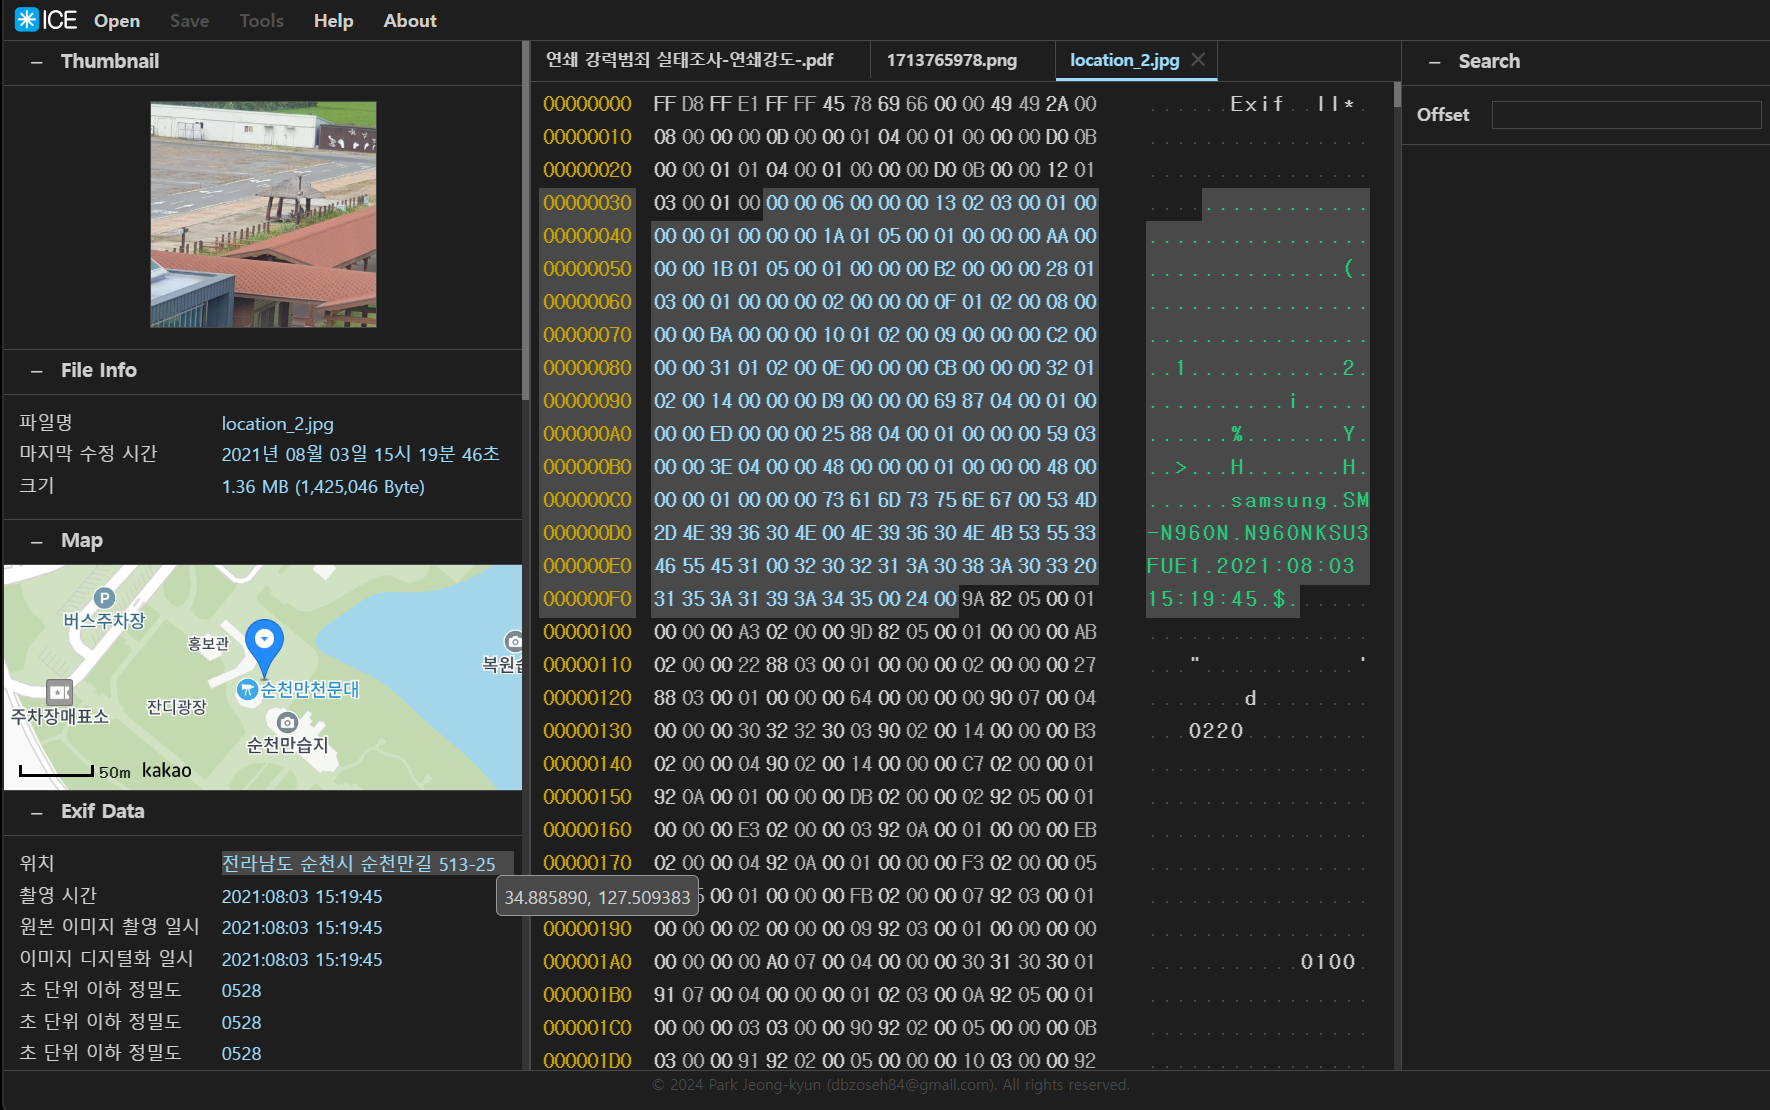 ICE Open Save Tools Help About
Thumbnail
File Info
파일명 location_2.jpg
마지막 수정 시간 2021년 08월 03일 15시 19분 46초
크기 1.36 MB (1,425,046 Byte)
Map
버스주차장
홍보관
순천만천문대
주차장매표소
잔디광장
순천만습지
50m kakao
Exif Data
위치 전라남도 순천시 순천만길 513-25
34.885890, 127.509383
촬영 시간 2021:08:03 15:19:45
원본 이미지 촬영 일시 2021:08:03 15:19:45
이미지 디지털화 일시 2021:08:03 15:19:45
초 단위 이하 정밀도 0528
초 단위 이하 정밀도 0528
초 단위 이하 정밀도 0528
연쇄 강력범죄 실태조사-연쇄강도-.pdf 1713765978.png location_2.jpg
00000000 FF D8 FF E1 FF FF 45 78 69 66 00 00 49 49 2A 00 ......Exif..II*.
00000010 08 00 00 00 0D 00 00 01 04 00 01 00 00 00 D0 0B ................
00000020 00 00 01 01 04 00 01 00 00 00 D0 0B 00 00 12 01 ................
00000030 03 00 01 00 00 00 06 00 00 00 13 02 03 00 01 00 ................
00000040 00 00 01 00 00 00 1A 01 05 00 01 00 00 00 AA 00 ................
00000050 00 00 1B 01 05 00 01 00 00 00 B2 00 00 00 28 01 ..............(.
00000060 03 00 01 00 00 00 02 00 00 00 0F 01 02 00 08 00 ................
00000070 00 00 BA 00 00 00 10 01 02 00 09 00 00 00 C2 00 ................
00000080 00 00 31 01 02 00 0E 00 00 00 CB 00 00 00 32 01 ..1...........2.
00000090 02 00 14 00 00 00 D9 00 00 00 69 87 04 00 01 00 ..........i.....
000000A0 00 00 ED 00 00 00 25 88 04 00 01 00 00 00 59 03 ......%.......Y.
000000B0 00 00 3E 04 00 00 48 00 00 00 01 00 00 00 48 00 ..>...H.......H.
000000C0 00 00 01 00 00 00 73 61 6D 73 75 6E 67 00 53 4D ......samsung.SM
000000D0 2D 4E 39 36 30 4E 00 4E 39 36 30 4E 4B 53 55 33 -N960N.N960NKSU3
000000E0 46 55 45 31 00 32 30 32 31 3A 30 38 3A 30 33 20 FUE1.2021:08:03
000000F0 31 35 3A 31 39 3A 34 35 00 24 00 9A 82 05 00 01 15:19:45.$......
00000100 00 00 00 A3 02 00 00 9D 82 05 00 01 00 00 00 AB ................
00000110 02 00 00 22 88 03 00 01 00 00 00 02 00 00 00 27 ..."...........'
00000120 88 03 00 01 00 00 00 64 00 00 00 00 90 07 00 04 .......d........
00000130 00 00 00 30 32 32 30 03 90 02 00 14 00 00 00 B3 ...0220.........
00000140 02 00 00 04 90 02 00 14 00 00 00 C7 02 00 00 01 ................
00000150 92 0A 00 01 00 00 00 DB 02 00 00 02 92 05 00 01 ................
00000160 00 00 00 E3 02 00 00 03 92 0A 00 01 00 00 00 EB ................
00000170 02 00 00 04 92 0A 00 01 00 00 00 F3 02 00 00 05 ................
00 01 00 00 00 FB 02 00 00 07 92 03 00 01 ................
00000190 00 00 00 02 00 00 00 09 92 03 00 01 00 00 00 00 ................
000001A0 00 00 00 00 A0 07 00 04 00 00 00 30 31 30 30 01 ...........0100.
000001B0 91 07 00 04 00 00 00 01 02 03 00 0A 92 05 00 01 ................
000001C0 00 00 00 03 03 00 00 90 92 02 00 05 00 00 00 0B ................
000001D0 03 00 00 91 92 02 00 05 00 00 00 10 03 00 00 92 ................
Search
Offset
© 2024 Park Jeong-kyun (dbzoseh84@gmail.com). All rights reserved.